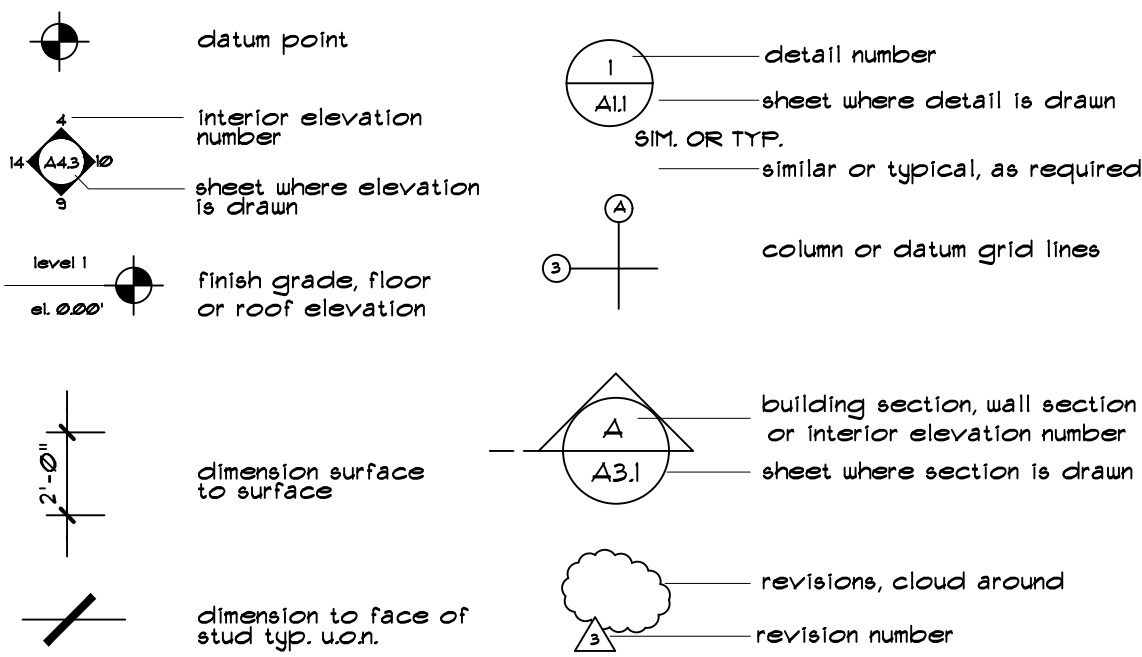 datum point
4
interior elevation
number
14 A4.3 10
sheet where elevation
is drawn
9
level 1
el. 0.00'
finish grade, floor
or roof elevation
2'-0"
dimension surface
to surface
dimension to face of
stud typ. u.o.n.
1
detail number
A1.1
sheet where detail is drawn
SIM. OR TYP.
similar or typical, as required
A
3
column or datum grid lines
A
building section, wall section
or interior elevation number
A3.1
sheet where section is drawn
revisions, cloud around
3
revision number